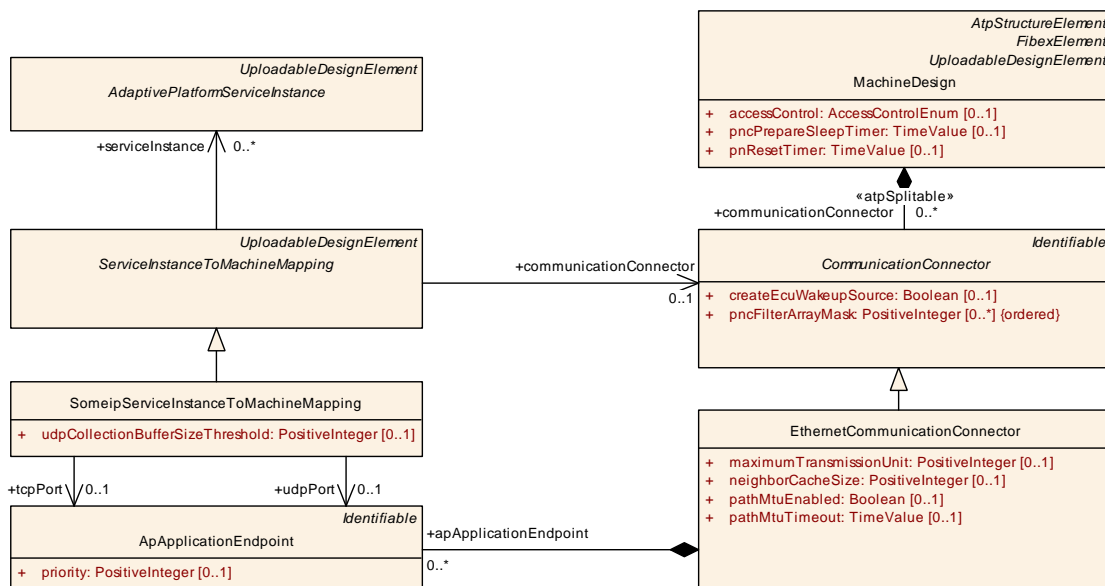 UploadableDesignElement
AdaptivePlatformServiceInstance
+serviceInstance
0..*
UploadableDesignElement
ServiceInstanceToMachineMapping
+communicationConnector
0..1
SomeipServiceInstanceToMachineMapping
+ udpCollectionBufferSizeThreshold: PositiveInteger [0..1]
+tcpPort
0..1
+udpPort
0..1
Identifiable
ApApplicationEndpoint
+ priority: PositiveInteger [0..1]
+apApplicationEndpoint
0..*
AtpStructureElement
FibexElement
UploadableDesignElement
MachineDesign
+ accessControl: AccessControlEnum [0..1]
+ pncPrepareSleepTimer: TimeValue [0..1]
+ pnResetTimer: TimeValue [0..1]
«atpSplitable»
+communicationConnector
0..*
Identifiable
CommunicationConnector
+ createEcuWakeupSource: Boolean [0..1]
+ pncFilterArrayMask: PositiveInteger [0..*] {ordered}
EthernetCommunicationConnector
+ maximumTransmissionUnit: PositiveInteger [0..1]
+ neighborCacheSize: PositiveInteger [0..1]
+ pathMtuEnabled: Boolean [0..1]
+ pathMtuTimeout: TimeValue [0..1]